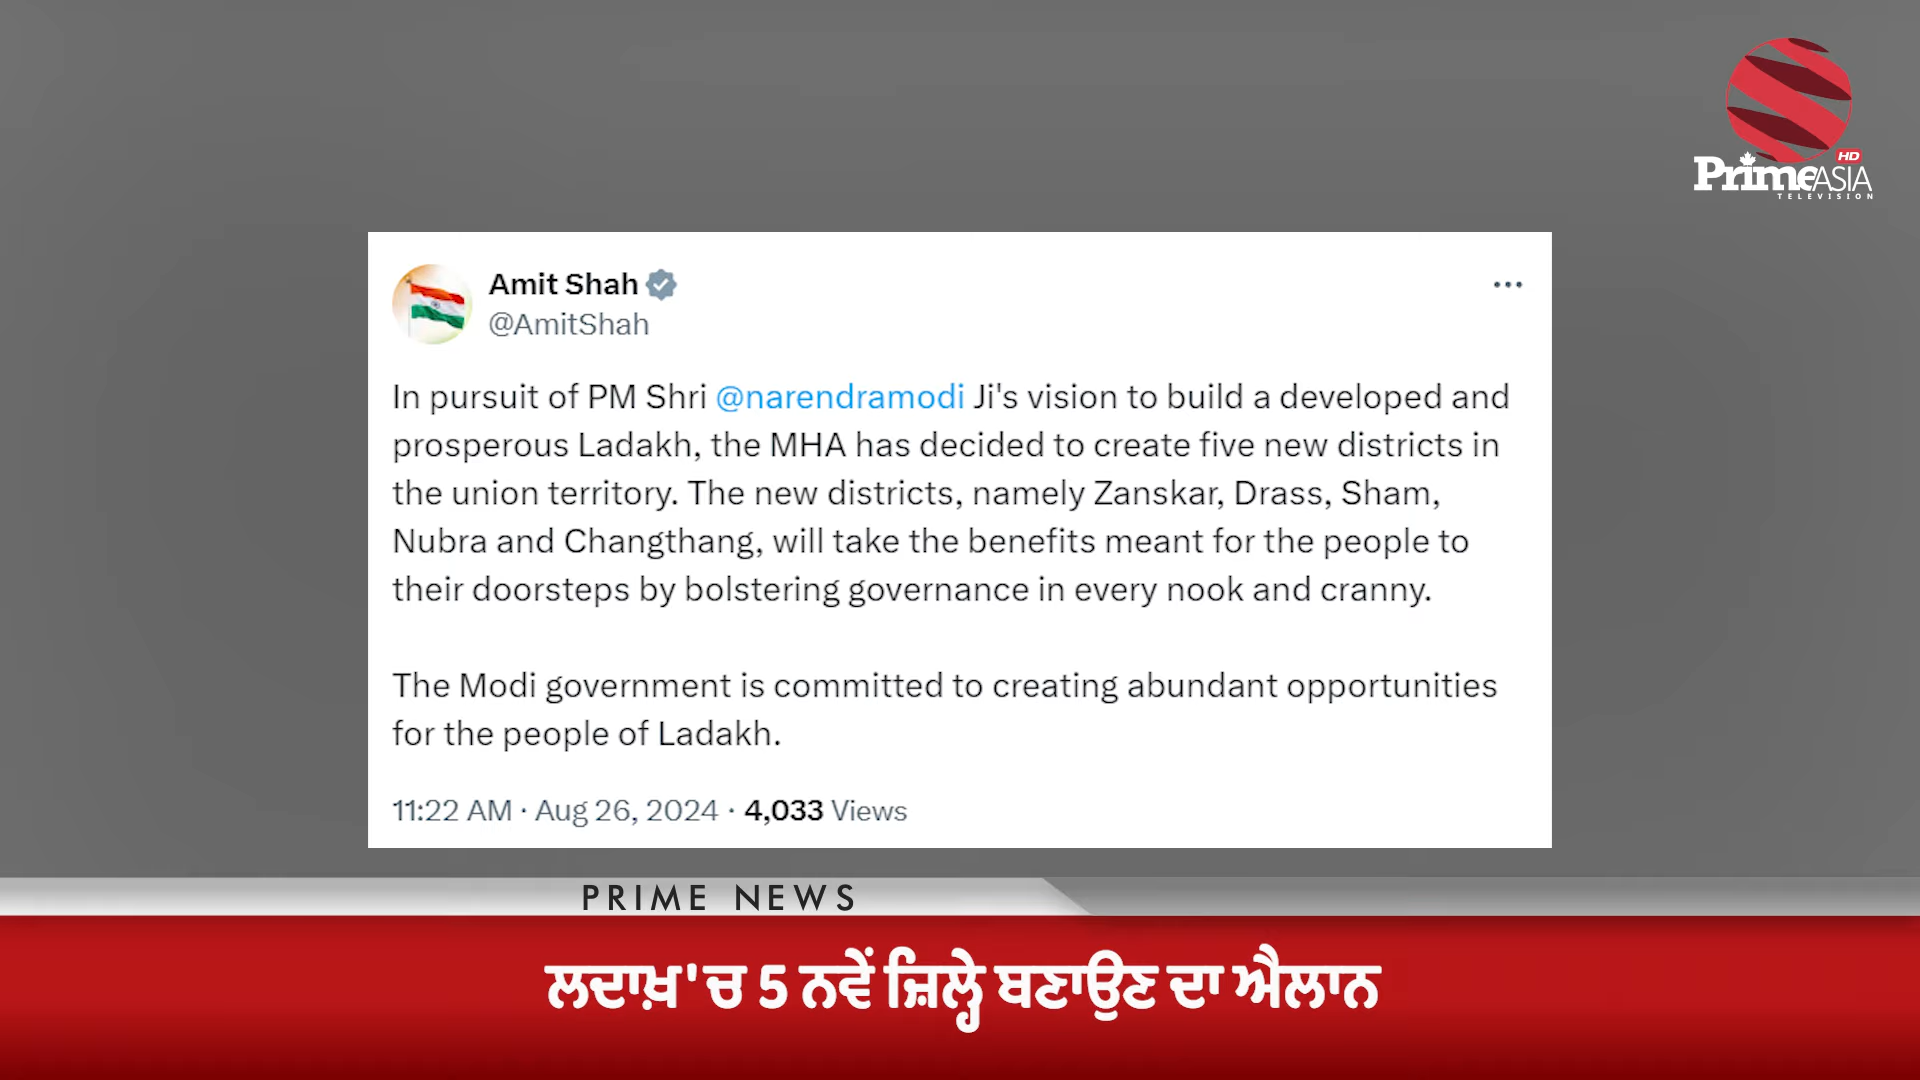 HD
PrimeASIA
TELEVISION
Amit Shah
@AmitShah
In pursuit of PM Shri @narendramodi Ji's vision to build a developed and
prosperous Ladakh, the MHA has decided to create five new districts in
the union territory. The new districts, namely Zanskar, Drass, Sham,
Nubra and Changthang, will take the benefits meant for the people to
their doorsteps by bolstering governance in every nook and cranny.
The Modi government is committed to creating abundant opportunities
for the people of Ladakh.
11:22 AM · Aug 26, 2024 · 4,033 Views
PRIME NEWS
ਲਦਾਖ਼'ਚ 5 ਨਵੇਂ ਜ਼ਿਲ੍ਹੇ ਬਣਾਉਣ ਦਾ ਐਲਾਨ